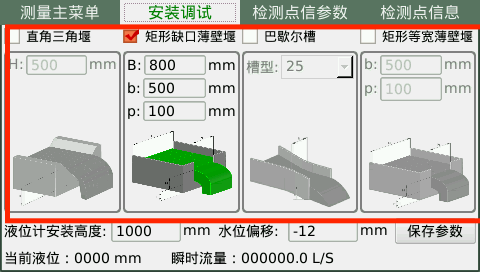 测量主菜单 安装调试 检测点信参数 检测点信息
直角三角堰 矩形缺口薄壁堰 巴歇尔槽 矩形等宽薄壁堰
H: 500 mm B: 800 mm 槽型: 25 b: 500 mm
b: 500 mm p: 100 mm
p: 100 mm
液位计安装高度: 1000 mm 水位偏移: -12 mm 保存参数
当前液位：0000 mm 瞬时流量：000000.0 L/S